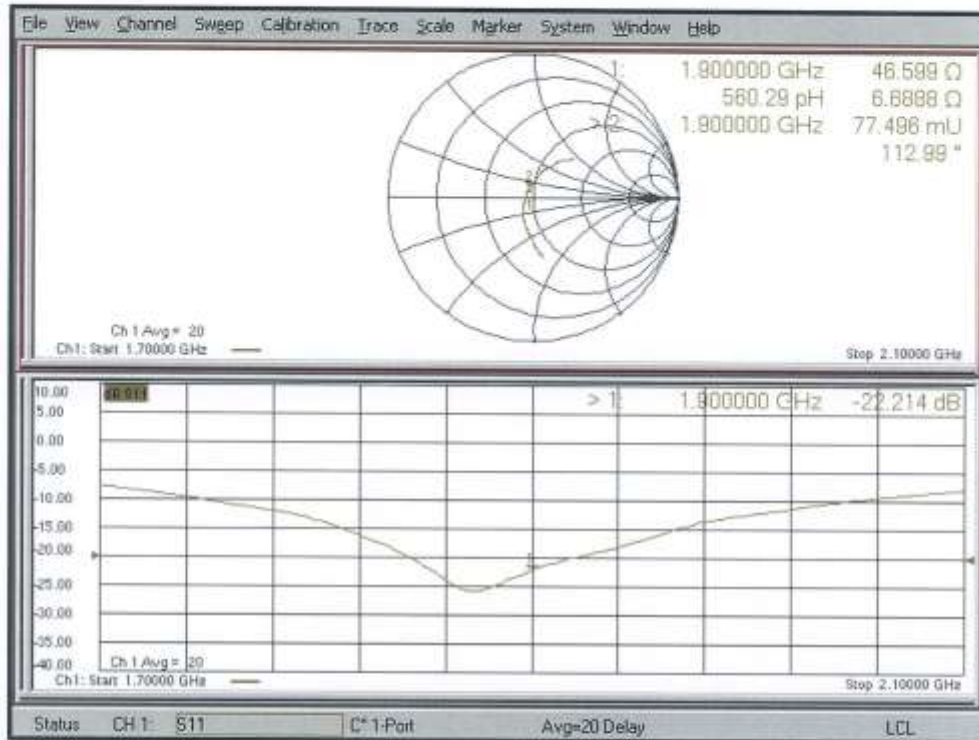 File View Channel Sweep Calibration Trace Scale Marker System Window Help
1: 1.900000 GHz 46.599 Ω
560.29 pH 6.6888 Ω
> 2: 1.900000 GHz 77.496 mU
112.99 °
Ch 1 Avg = 20
Ch1: Start 1.70000 GHz
Stop 2.10000 GHz
10.00
> 1: 1.900000 GHz -22.214 dB
5.00
0.00
-5.00
-10.00
-15.00
-20.00
-25.00
-30.00
-35.00
-40.00
Ch 1 Avg = 20
Ch1: Start 1.70000 GHz
Stop 2.10000 GHz
Status CH 1: S11 C* 1-Port Avg=20 Delay LCL